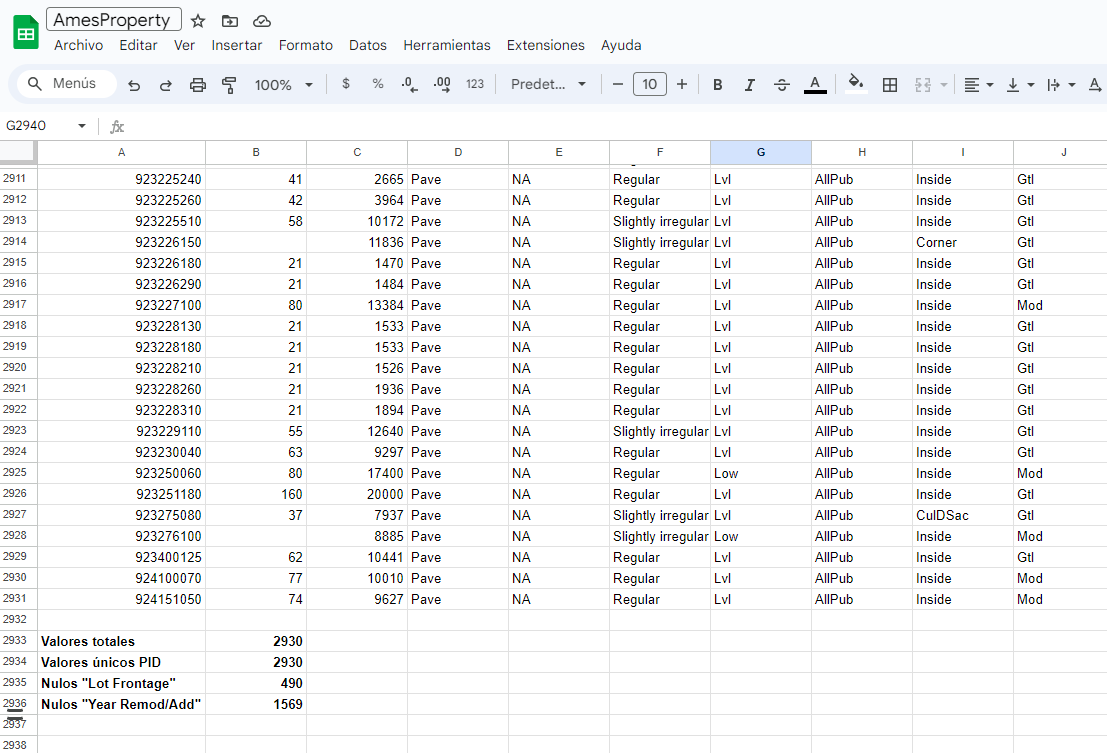 AmesProperty
Archivo Editar Ver Insertar Formato Datos Herramientas Extensiones Ayuda
Menús 100% $ % .0 .00 123 Predet... − 10 + B I S A A
G2940 fx
A B C D E F G H I J
2911 923225240 41 2665 Pave NA Regular Lvl AllPub Inside Gtl
2912 923225260 42 3964 Pave NA Regular Lvl AllPub Inside Gtl
2913 923225510 58 10172 Pave NA Slightly irregular Lvl AllPub Inside Gtl
2914 923226150 11836 Pave NA Slightly irregular Lvl AllPub Corner Gtl
2915 923226180 21 1470 Pave NA Regular Lvl AllPub Inside Gtl
2916 923226290 21 1484 Pave NA Regular Lvl AllPub Inside Gtl
2917 923227100 80 13384 Pave NA Regular Lvl AllPub Inside Mod
2918 923228130 21 1533 Pave NA Regular Lvl AllPub Inside Gtl
2919 923228180 21 1533 Pave NA Regular Lvl AllPub Inside Gtl
2920 923228210 21 1526 Pave NA Regular Lvl AllPub Inside Gtl
2921 923228260 21 1936 Pave NA Regular Lvl AllPub Inside Gtl
2922 923228310 21 1894 Pave NA Regular Lvl AllPub Inside Gtl
2923 923229110 55 12640 Pave NA Slightly irregular Lvl AllPub Inside Gtl
2924 923230040 63 9297 Pave NA Regular Lvl AllPub Inside Gtl
2925 923250060 80 17400 Pave NA Regular Low AllPub Inside Mod
2926 923251180 160 20000 Pave NA Regular Lvl AllPub Inside Gtl
2927 923275080 37 7937 Pave NA Slightly irregular Lvl AllPub CulDSac Gtl
2928 923276100 8885 Pave NA Slightly irregular Low AllPub Inside Mod
2929 923400125 62 10441 Pave NA Regular Lvl AllPub Inside Gtl
2930 924100070 77 10010 Pave NA Regular Lvl AllPub Inside Mod
2931 924151050 74 9627 Pave NA Regular Lvl AllPub Inside Mod
2932
2933 Valores totales 2930
2934 Valores únicos PID 2930
2935 Nulos "Lot Frontage" 490
2936 Nulos "Year Remod/Add" 1569
2937
2938